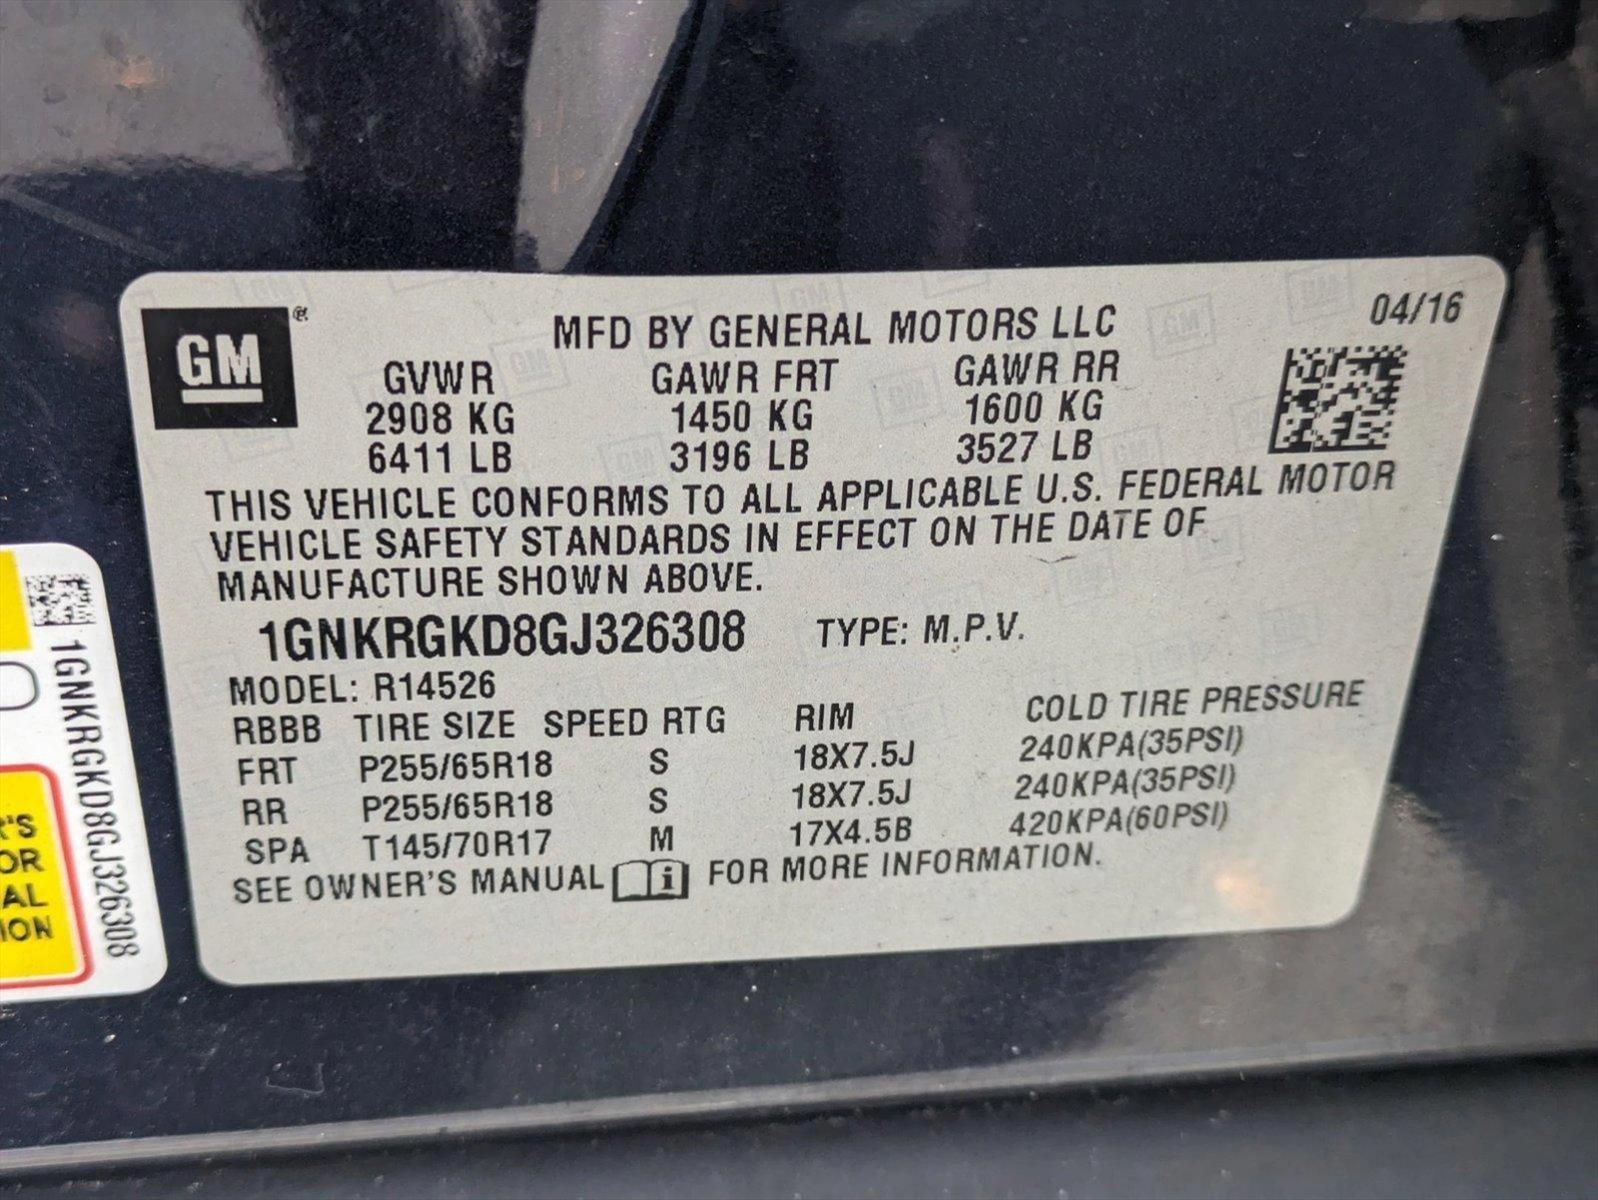 GM
MFD BY GENERAL MOTORS LLC
04/16
GVWR GAWR FRT GAWR RR
2908 KG 1450 KG 1600 KG
6411 LB 3196 LB 3527 LB
THIS VEHICLE CONFORMS TO ALL APPLICABLE U.S. FEDERAL MOTOR
VEHICLE SAFETY STANDARDS IN EFFECT ON THE DATE OF
MANUFACTURE SHOWN ABOVE.
1GNKRGKD8GJ326308 TYPE: M.P.V.
MODEL: R14526
RBBB TIRE SIZE SPEED RTG RIM COLD TIRE PRESSURE
FRT P255/65R18 S 18X7.5J 240KPA(35PSI)
RR P255/65R18 S 18X7.5J 240KPA(35PSI)
SPA T145/70R17 M 17X4.5B 420KPA(60PSI)
SEE OWNER'S MANUAL i FOR MORE INFORMATION.
1GNKRGKD8GJ326308
'S
OR
AL
ION